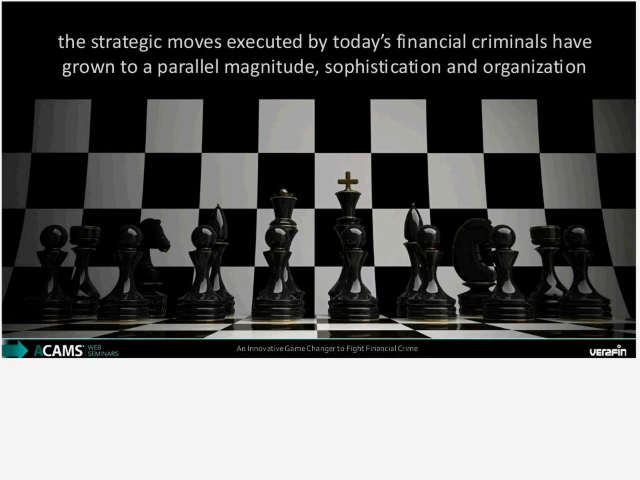 the strategic moves executed by today's financial criminals have
grown to a parallel magnitude, sophistication and organization
ACAMS WEB
SEMINARS
An Innovative Game Changer to Fight Financial Crime
verafin